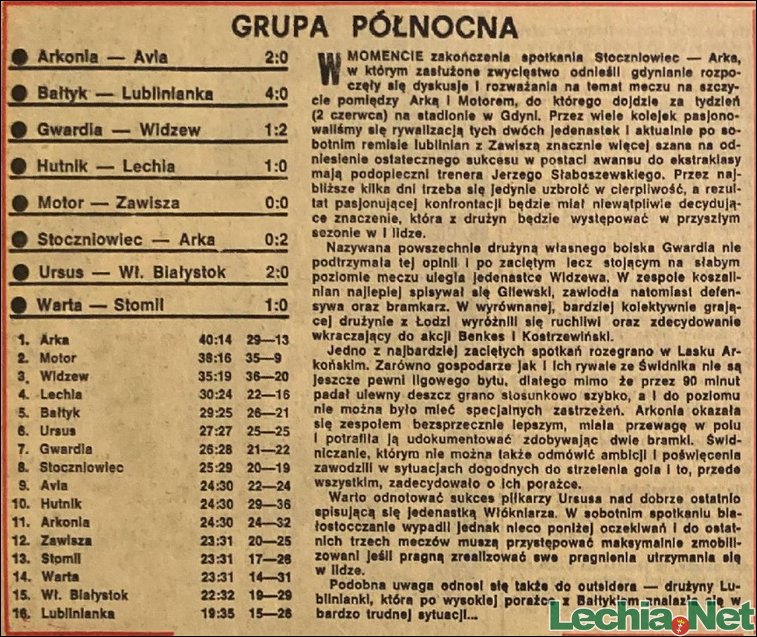 GRUPA PÓŁNOCNA
Arkonia — Avia 2:0
Bałtyk — Lublinianka 4:0
Gwardia — Widzew 1:2
Hutnik — Lechia 1:0
Motor — Zawisza 0:0
Stoczniowiec — Arka 0:2
Ursus — Wł. Białystok 2:0
Warta — Stomil 1:0
1. Arka 40:14 29—13
2. Motor 38:16 35—9
3. Widzew 35:19 36—20
4. Lechia 30:24 22—16
5. Bałtyk 29:25 26—21
6. Ursus 27:27 25—25
7. Gwardia 26:28 21—22
8. Stoczniowiec 25:29 20—19
9. Avia 24:30 22—24
10. Hutnik 24:30 29—36
11. Arkonia 24:30 24—32
12. Zawisza 23:31 20—25
13. Stomil 23:31 17—26
14. Warta 23:31 14—31
15. Wł. Białystok 22:32 19—29
16. Lublinianka 19:35 15—26
W MOMENCIE zakończenia spotkania Stoczniowiec — Arka,
w którym zasłużone zwycięstwo odnieśli gdynianie rozpo-
częły się dyskusje i rozważania na temat meczu na szczy-
cie pomiędzy Arką i Motorem, do którego dojdzie za tydzień
(2 czerwca) na stadionie w Gdyni. Przez wiele kolejek pasjono-
waliśmy się rywalizacją tych dwóch jedenastek i aktualnie po so-
botnim remisie lublinian z Zawiszą znacznie więcej szans na od-
niesienie ostatecznego sukcesu w postaci awansu do ekstraklasy
mają podopieczni trenera Jerzego Słaboszewskiego. Przez naj-
bliższe kilka dni trzeba się jedynie uzbroić w cierpliwość, a rezul-
tat pasjonującej konfrontacji będzie miał niewątpliwie decydują-
ce znaczenie, która z drużyn będzie występować w przyszłym
sezonie w I lidze.
Nazywana powszechnie drużyną własnego boiska Gwardia nie
podtrzymała tej opinii i po zaciętym lecz stojącym na słabym
poziomie meczu uległa jedenastce Widzewa. W zespole koszali-
nian najlepiej spisywał się Gilewski, zawiodła natomiast defen-
sywa oraz bramkarz. W wyrównanej, bardziej kolektywnie grają-
cej drużynie z Łodzi wyróżnili się ruchliwi oraz zdecydowanie
wkraczający do akcji Benkes i Kostrzewiński.
Jedno z najbardziej zaciętych spotkań rozegrano w Lasku Ar-
końskim. Zarówno gospodarze jak i ich rywale ze Świdnika nie są
jeszcze pewni ligowego bytu, dlatego mimo że przez 90 minut
padał ulewny deszcz grano stosunkowo szybko, a i do poziomu
nie można było mieć specjalnych zastrzeżeń. Arkonia okazała
się zespołem bezsprzecznie lepszym, miała przewagę w polu
i potrafiła ją udokumentować zdobywając dwie bramki. Świd-
niczanie, którym nie można także odmówić ambicji i poświęcenia
zawodzili w sytuacjach dogodnych do strzelenia gola i to, przede
wszystkim, zadecydowało o ich porażce.
Warto odnotować sukces piłkarzy Ursusa nad dobrze ostatnio
spisującą się jedenastką Włókniarza. W sobotnim spotkaniu bia-
łostocczanie wypadli jednak nieco poniżej oczekiwań i do ostat-
nich trzech meczów muszą przystępować maksymalnie zmobili-
zowani jeśli pragną zrealizować swe pragnienia utrzymania się
w lidze.
Podobna uwaga odnosi się także do outsidera — drużyny Lu-
blinianki, która po wysokiej porażce z Bałtykiem znalazła się w
bardzo trudnej sytuacji...
Lechia.Net